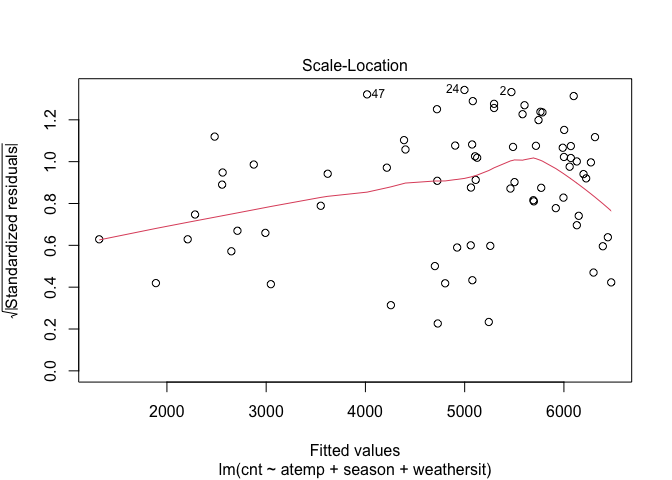 Scale-Location
√|Standardized residuals|
1.2
1.0
0.8
0.6
0.4
0.2
0.0
47
24
2
2000 3000 4000 5000 6000
Fitted values
lm(cnt ~ atemp + season + weathersit)